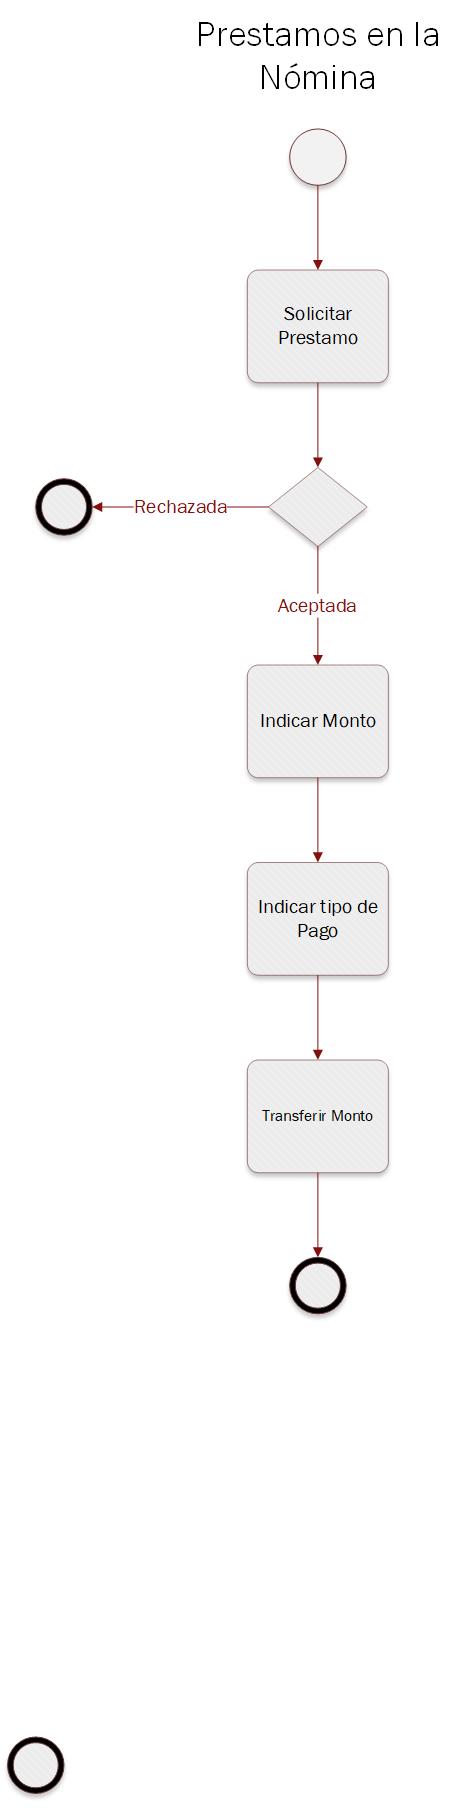 Prestamos en la
Nómina
Solicitar
Prestamo
Rechazada
Aceptada
Indicar Monto
Indicar tipo de
Pago
Transferir Monto